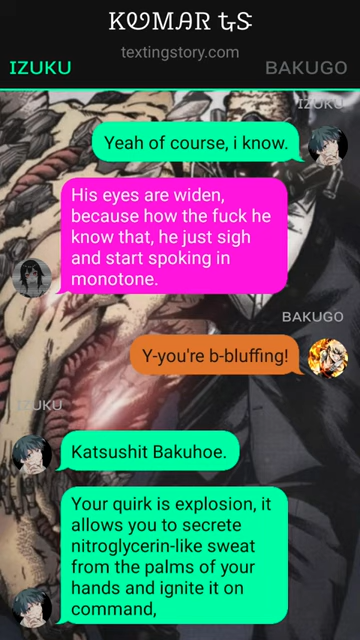 KUMAR GS
textingstory.com
IZUKU
BAKUGO
IZUKU
Yeah of course, i know.
His eyes are widen,
because how the fuck he
know that, he just sigh
and start spoking in
monotone.
BAKUGO
Y-you're b-bluffing!
IZUKU
Katsushit Bakuhoe.
Your quirk is explosion, it
allows you to secrete
nitroglycerin-like sweat
from the palms of your
hands and ignite it on
command,